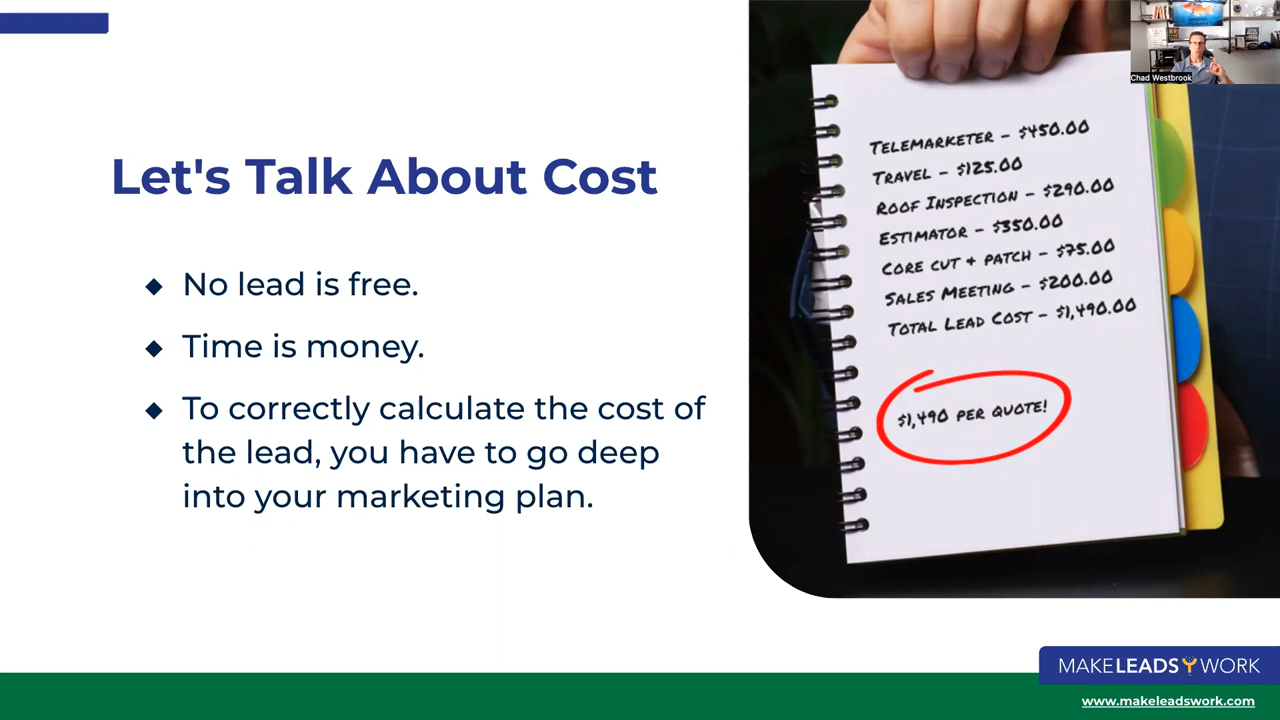 Chad Westbrook
Let's Talk About Cost
No lead is free.
Time is money.
To correctly calculate the cost of
the lead, you have to go deep
into your marketing plan.
TELEMARKETER - $450.00
TRAVEL - $125.00
ROOF INSPECTION - $290.00
ESTIMATOR - $350.00
CORE CUT + PATCH - $75.00
SALES MEETING - $200.00
TOTAL LEAD COST - $1,490.00
$1,490 PER QUOTE!
MAKELEADSWORK
www.makeleadswork.com